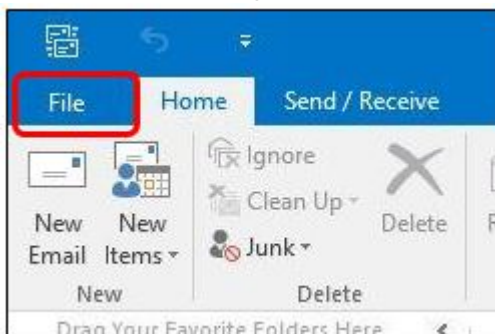 File Home Send / Receive
Ignore
Clean Up
Delete
New Email
New Items
Junk
New Delete
Drag Your Favorite Folders Here